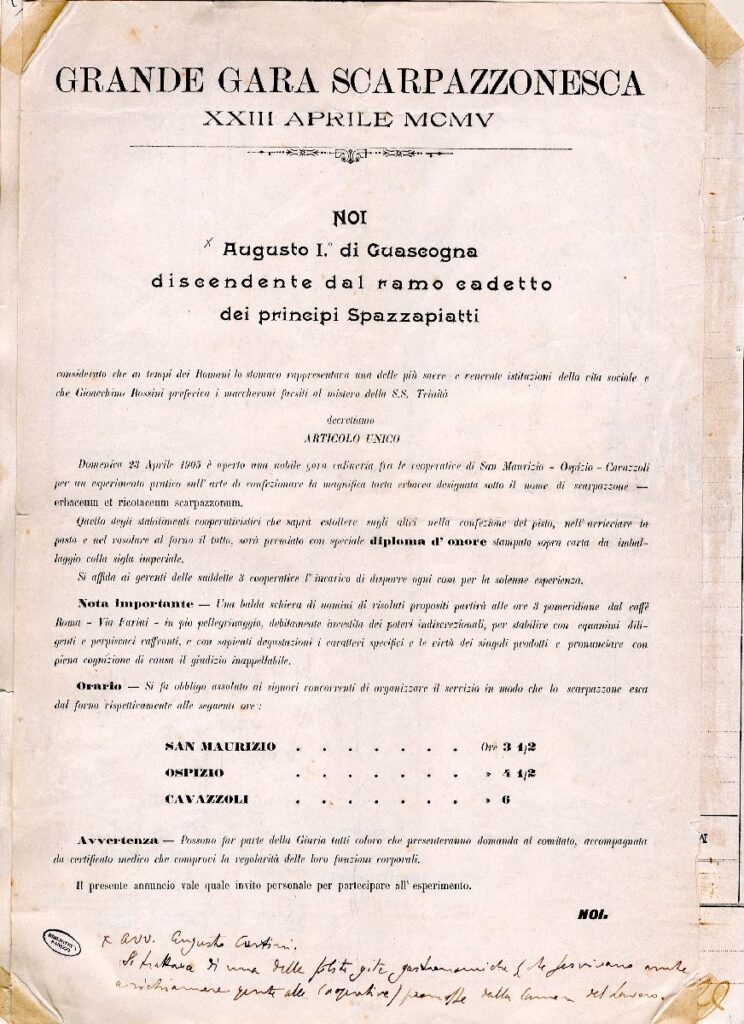 GRANDE GARA SCARPAZZONESCA
XXIII APRILE MCMV
NOI
x Augusto I.° di Guascogna
discendente dal ramo cadetto
dei principi Spazzapiatti
considerato che ai tempi dei Romani lo stomaco rappresentava una delle più sacre e venerate istituzioni della vita sociale e
che Gioacchino Rossini preferiva i maccheroni farsiti al mistero della S.S. Trinità
decretiamo
ARTICOLO UNICO
Domenica 23 Aprile 1905 è aperto una nobile gara culineria fra le cooperative di San Maurizio - Ospizio - Cavazzoli
per un esperimento pratico sull'arte di confezionare la magnifica torta erbacea designata sotto il nome di scarpazzone —
erbaceum et ricotaceum scarpazzonum.
Quello degli stabilimenti cooperativistici che saprà estollere sugli altri nella confezione del pisto, nell'arricciare la
pasta e nel rosolare al forno il tutto, sarà premiato con speciale diploma d'onore stampato sopra carta da imbal-
laggio colla sigla imperiale.
Si affida ai gerenti delle suddette 3 cooperative l'incarico di disporre ogni cosa per la solenne esperienza.
Nota importante — Una balda schiera di uomini di risoluti propositi partirà alle ore 3 pomeridiane dal caffè
Roma - Via Farini - in pio pellegrinaggio, debitamente investita dei poteri indiscrezionali, per stabilire con equanimi dili-
genti e perpiscaci raffronti, e con sapienti degustazioni i caratteri specifici e le virtù dei singoli prodotti e pronunciare con
piena cognizione di causa il giudizio inappellabile.
Orario — Si fa obbligo assoluto ai signori concorrenti di organizzare il servizio in modo che lo scarpazzone esca
dal forno rispettivamente alle seguenti ore:
SAN MAURIZIO . . . . . . . Ore 3 1/2
OSPIZIO . . . . . . . » 4 1/2
CAVAZZOLI . . . . . . . » 6
Avvertenza — Possono far parte della Giuria tutti coloro che presenteranno domanda al comitato, accompagnata
da certificato medico che comprovi la regolarità delle loro funzioni corporali.
Il presente annuncio vale quale invito personale per partecipare all'esperimento.
NOI.
x avv. Augusto Curtini.
Si trattava di una delle solite gite gastronomiche (che servivano anche
a richiamare gente alle Cooperative) promosse dalla Camera del Lavoro.